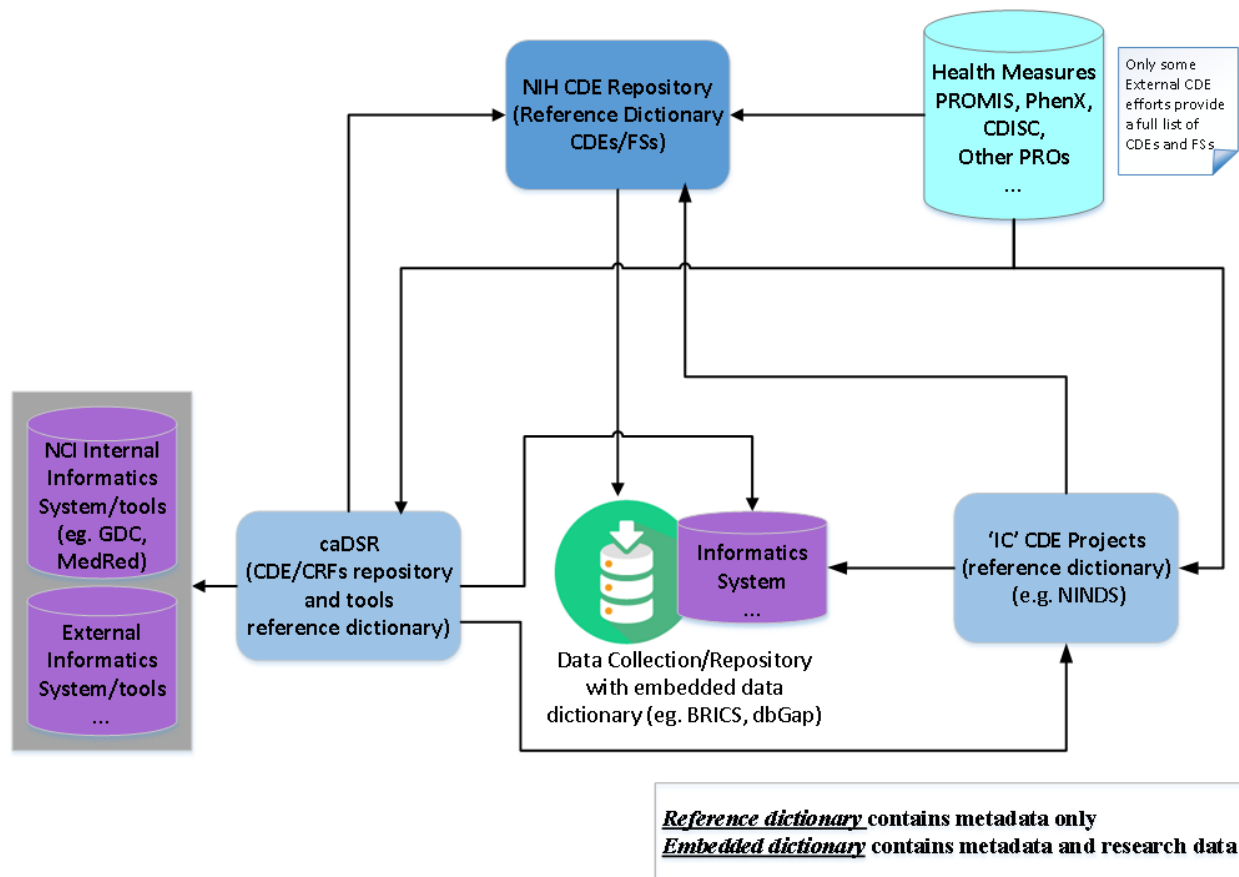 NIH CDE Repository
(Reference Dictionary
CDEs/FSs)
Health Measures
PROMIS, PhenX,
CDISC,
Other PROs
...
Only some
External CDE
efforts provide
a full list of
CDEs and FSs
NCI Internal
Informatics
System/tools
(eg. GDC,
MedRed)
External
Informatics
System/tools
...
caDSR
(CDE/CRFs repository
and tools
reference dictionary)
Informatics
System
...
Data Collection/Repository
with embedded data
dictionary (eg. BRICS, dbGap)
‘IC’ CDE Projects
(reference dictionary)
(e.g. NINDS)
Reference dictionary contains metadata only
Embedded dictionary contains metadata and research data